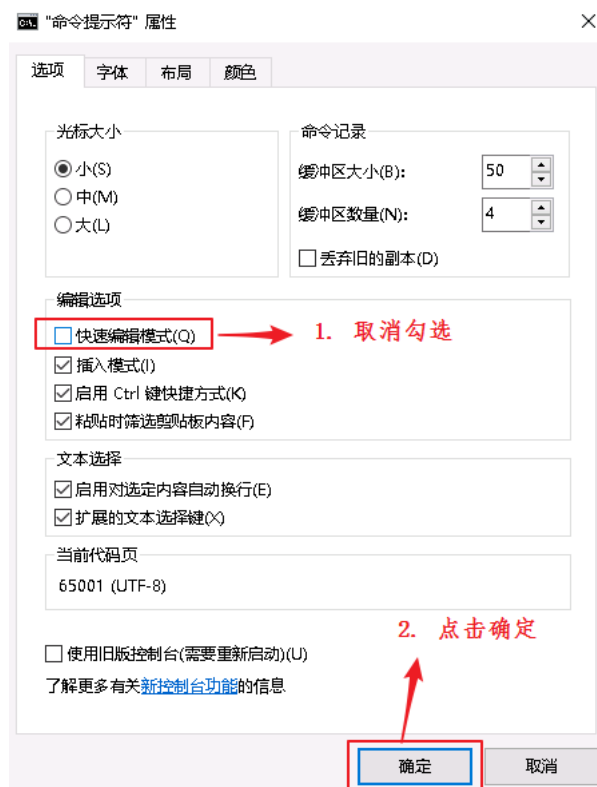 "命令提示符" 属性
选项 字体 布局 颜色
光标大小
小(S)
中(M)
大(L)
命令记录
缓冲区大小(B): 50
缓冲区数量(N): 4
丢弃旧的副本(D)
编辑选项
快速编辑模式(Q) 1. 取消勾选
插入模式(I)
启用 Ctrl 键快捷方式(K)
粘贴时筛选剪贴板内容(F)
文本选择
启用对选定内容自动换行(E)
扩展的文本选择键(X)
当前代码页
65001 (UTF-8)
2. 点击确定
使用旧版控制台(需要重新启动)(U)
了解更多有关新控制台功能的信息
确定 取消